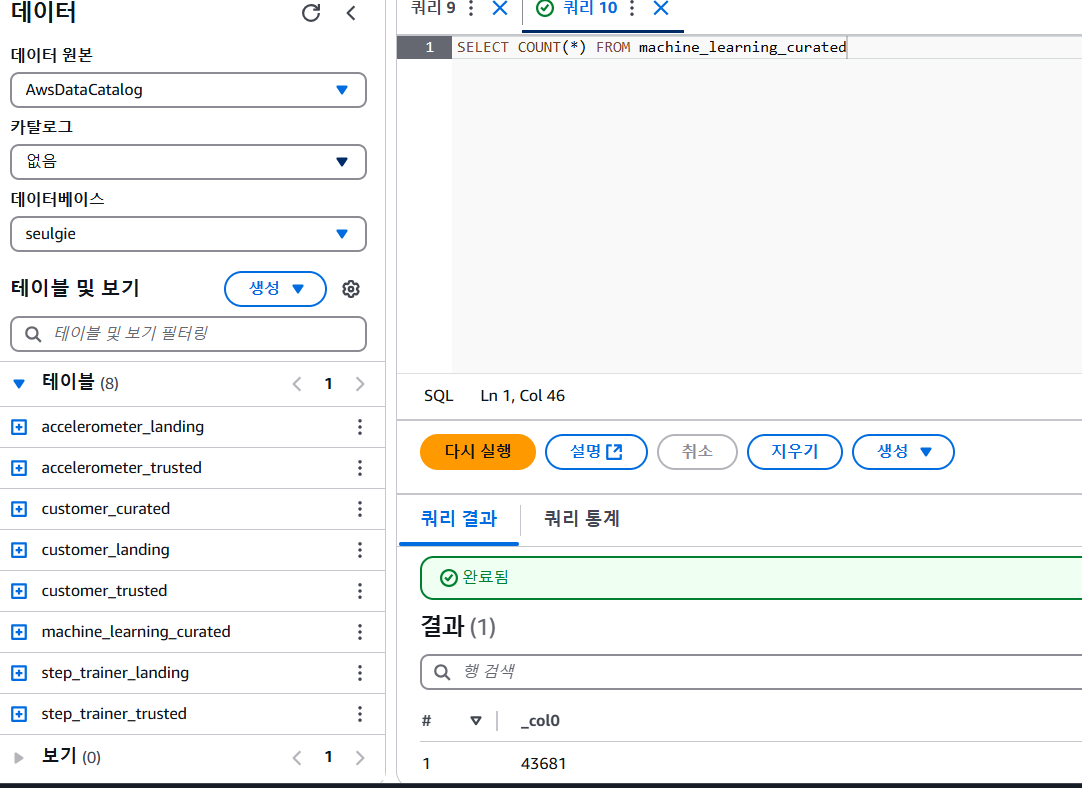 데이터
데이터 원본
AwsDataCatalog
카탈로그
없음
데이터베이스
seulgie
테이블 및 보기
생성
테이블 및 보기 필터링
테이블 (8)
1
accelerometer_landing
accelerometer_trusted
customer_curated
customer_landing
customer_trusted
machine_learning_curated
step_trainer_landing
step_trainer_trusted
보기 (0)
1
쿼리 9
쿼리 10
1 SELECT COUNT(*) FROM machine_learning_curated
SQL Ln 1, Col 46
다시 실행 설명 취소 지우기 생성
쿼리 결과 쿼리 통계
완료됨
결과 (1)
행 검색
# _col0
1 43681